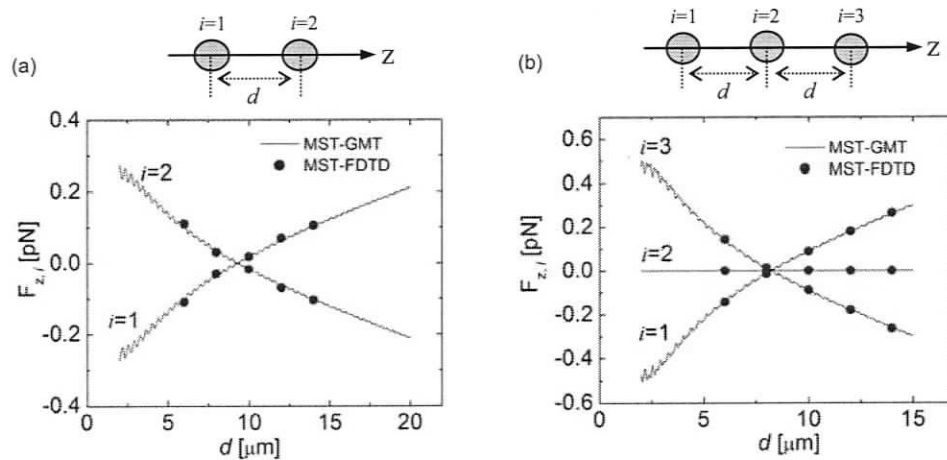 (a)
i=1 i=2
z
d
F_z,i [pN]
0.4
0.2
0.0
-0.2
-0.4
i=2
i=1
MST-GMT
MST-FDTD
0 5 10 15 20
d [μm]
(b)
i=1 i=2 i=3
z
d d
F_z,i [pN]
0.6
0.4
0.2
0.0
-0.2
-0.4
-0.6
i=3
i=2
i=1
MST-GMT
MST-FDTD
0 5 10 15
d [μm]